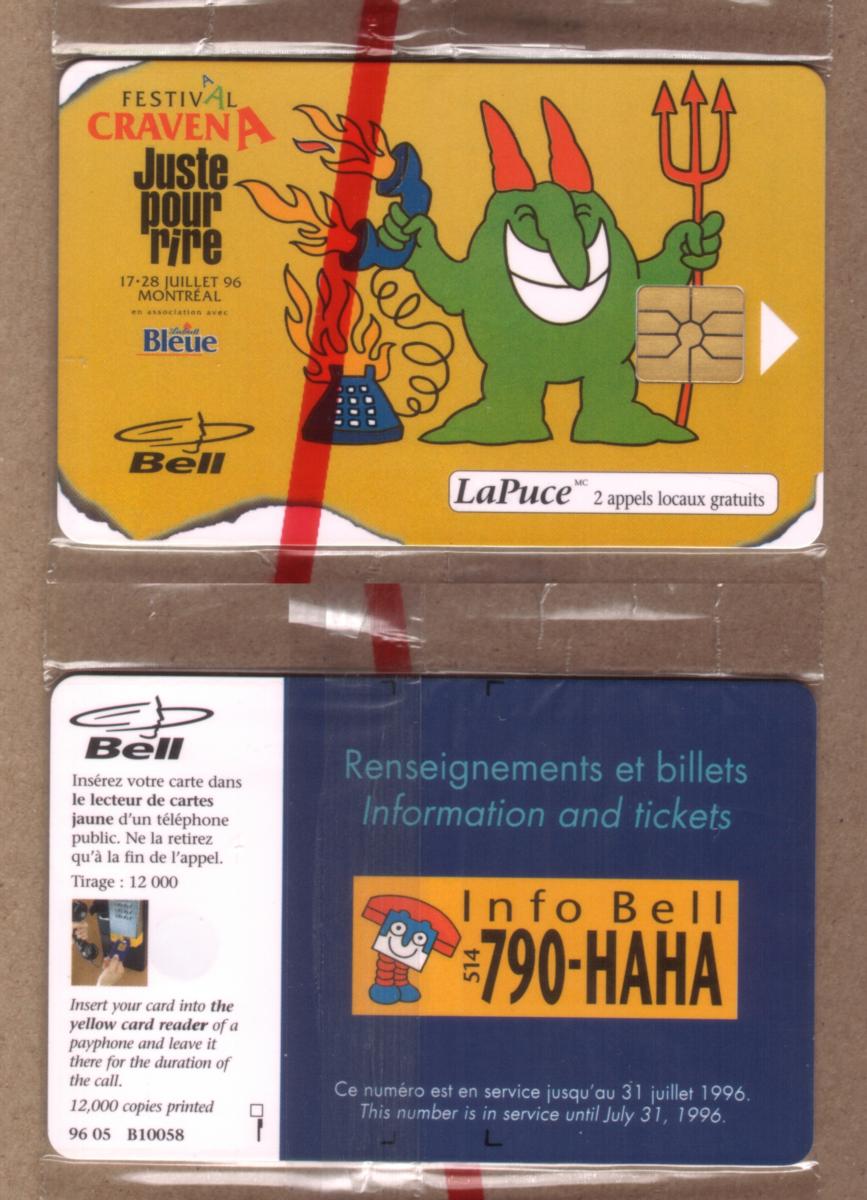 FESTIVAAL
CRAVEN A
Juste
pour
rire
17•28 JUILLET 96
MONTRÉAL
en association avec
Labatt
Bleue
Bell
LaPuce MC 2 appels locaux gratuits
Bell
Insérez votre carte dans
le lecteur de cartes
jaune d'un téléphone
public. Ne la retirez
qu'à la fin de l'appel.
Tirage : 12 000
Insert your card into the
yellow card reader of a
payphone and leave it
there for the duration of
the call.
12,000 copies printed
96 05 B10058
Renseignements et billets
Information and tickets
Info Bell
514 790-HAHA
Ce numéro est en service jusqu'au 31 juillet 1996.
This number is in service until July 31, 1996.